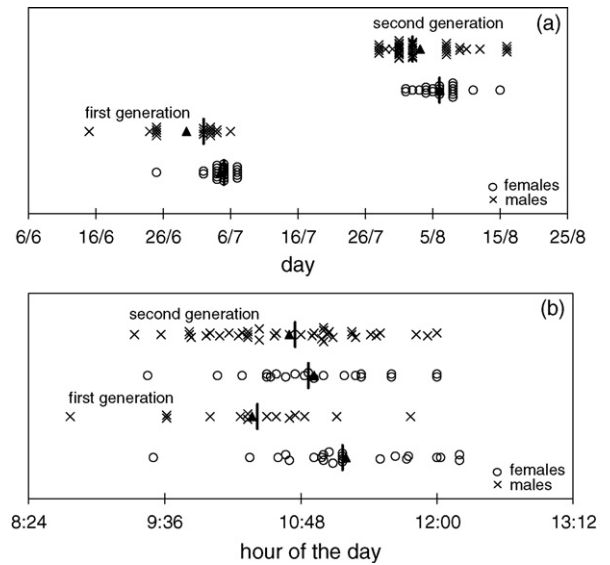 (a)
second generation
first generation
females
males
6/6 16/6 26/6 6/7 16/7 26/7 5/8 15/8 25/8
day
(b)
second generation
first generation
females
males
8:24 9:36 10:48 12:00 13:12
hour of the day